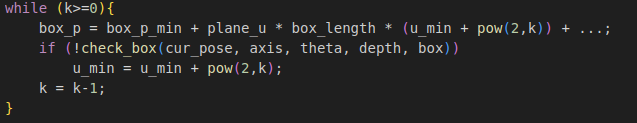 while (k>=0){
    box_p = box_p_min + plane_u * box_length * (u_min + pow(2,k)) + ...;
    if (!check_box(cur_pose, axis, theta, depth, box))
        u_min = u_min + pow(2,k);
    k = k-1;
}